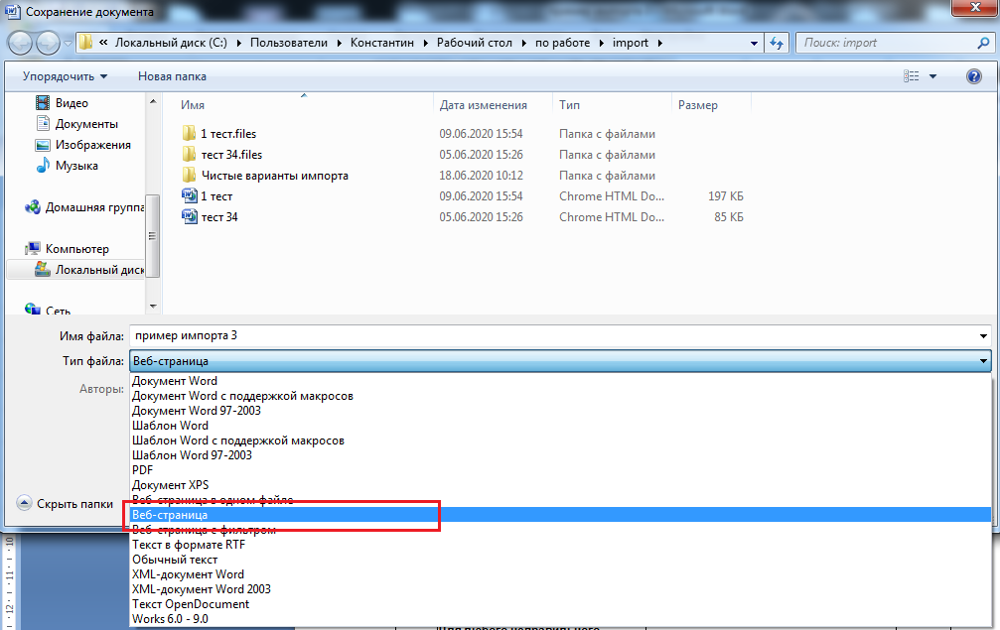 Сохранение документа
« Локальный диск (C:) Пользователи Константин Рабочий стол по работе import
Поиск: import
Упорядочить Новая папка
Видео
Документы
Изображения
Музыка
Домашняя группа
Компьютер
Локальный диск
Сеть
Имя Дата изменения Тип Размер
1 тест.files 09.06.2020 15:54 Папка с файлами
тест 34.files 05.06.2020 15:26 Папка с файлами
Чистые варианты импорта 18.06.2020 10:12 Папка с файлами
1 тест 09.06.2020 15:54 Chrome HTML Do... 197 КБ
тест 34 05.06.2020 15:26 Chrome HTML Do... 85 КБ
Имя файла: пример импорта 3
Тип файла: Веб-страница
Авторы:
Документ Word
Документ Word с поддержкой макросов
Документ Word 97-2003
Шаблон Word
Шаблон Word с поддержкой макросов
Шаблон Word 97-2003
PDF
Документ XPS
Веб-страница в одном файле
Веб-страница
Веб-страница с фильтром
Текст в формате RTF
Обычный текст
XML-документ Word
XML-документ Word 2003
Текст OpenDocument
Works 6.0 - 9.0
Скрыть папки
10
11
12
Для любого неправильного